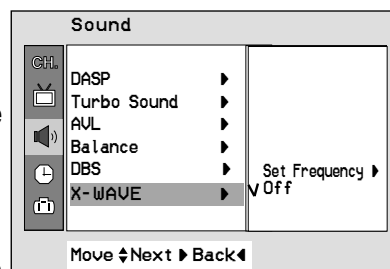 Sound
CH.
DASP
Turbo Sound
AVL
Balance
DBS
X-WAVE
Set Frequency
Off
Move Next Back
e